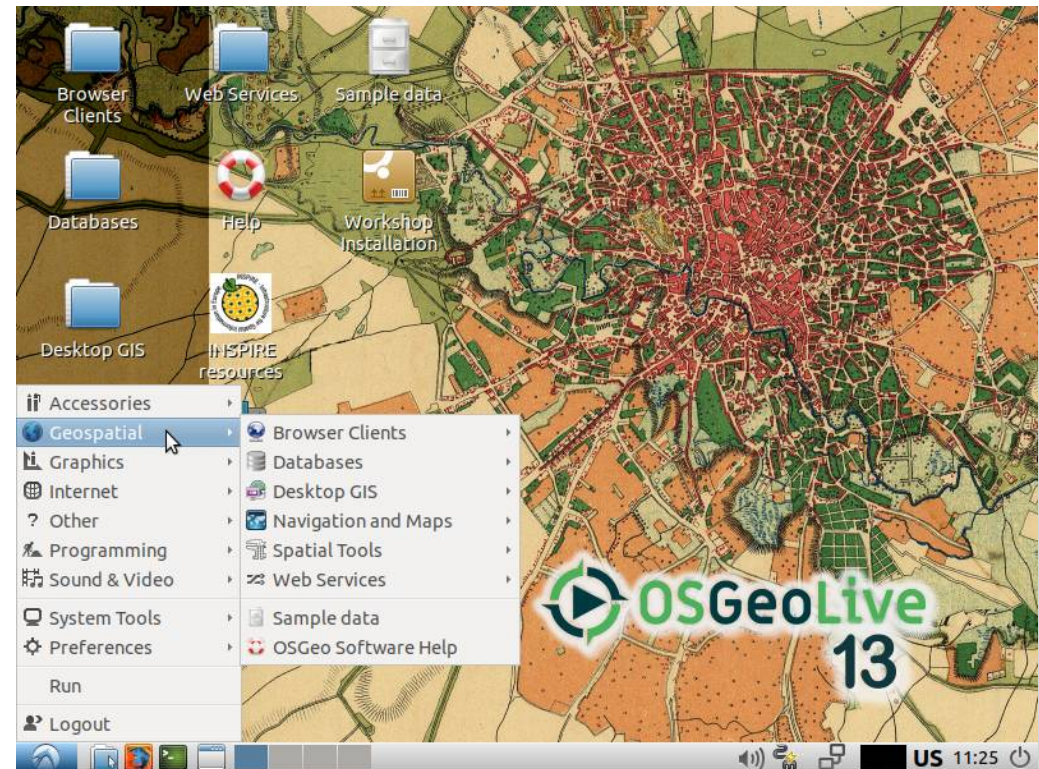 Browser
Clients
Web Services
Sample data
Databases
Help
Workshop
Installation
Desktop GIS
INSPIRE
resources
Accessories
Geospatial
Graphics
Internet
Other
Programming
Sound & Video
System Tools
Preferences
Run
Logout
Browser Clients
Databases
Desktop GIS
Navigation and Maps
Spatial Tools
Web Services
Sample data
OSGeo Software Help
OSGeoLive
13
US 11:25